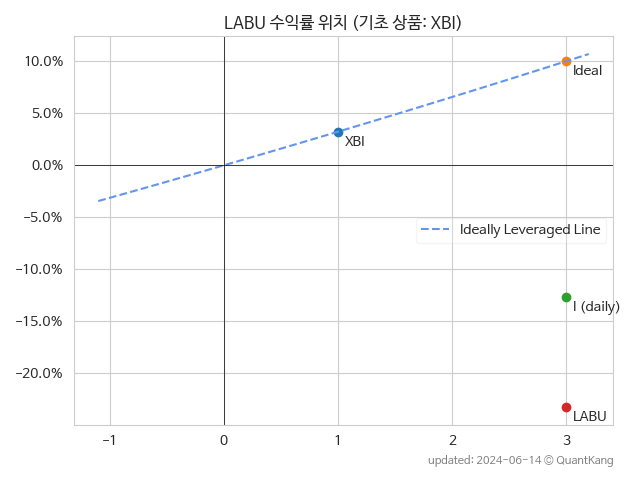 LABU 수익률 위치 (기초 상품: XBI)
10.0%
5.0%
0.0%
−5.0%
−10.0%
−15.0%
−20.0%
Ideal
XBI
Ideally Leveraged Line
I (daily)
LABU
−1
0
1
2
3
updated: 2024-06-14 © QuantKang